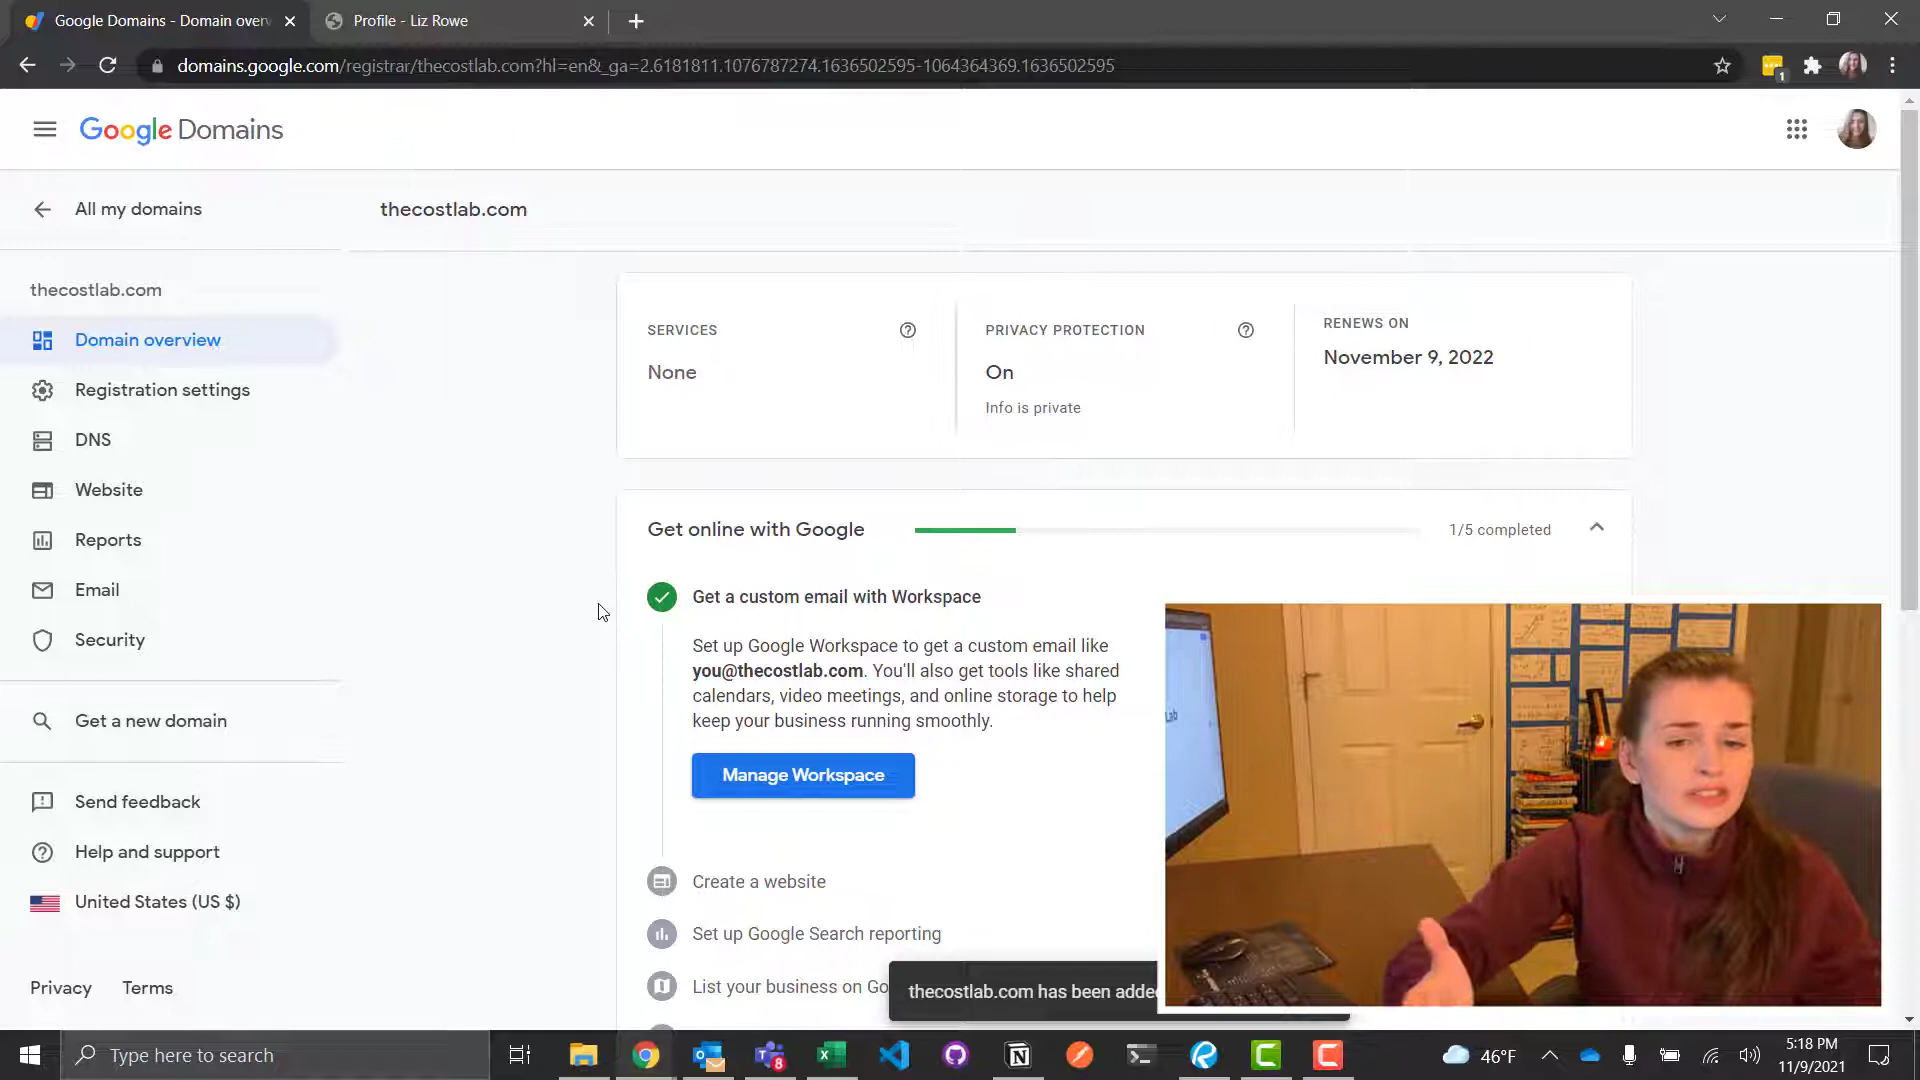 Google Domains - Domain over
Profile - Liz Rowe
domains.google.com/registrar/thecostlab.com?hl=en&_ga=2.6181811.1076787274.1636502595-1064364369.1636502595
1
Google Domains
All my domains
thecostlab.com
thecostlab.com
Domain overview
Registration settings
DNS
Website
Reports
Email
Security
Get a new domain
Send feedback
Help and support
United States (US $)
Privacy
Terms
SERVICES
None
PRIVACY PROTECTION
On
Info is private
RENEWS ON
November 9, 2022
Get online with Google
1/5 completed
Get a custom email with Workspace
Set up Google Workspace to get a custom email like
you@thecostlab.com. You'll also get tools like shared
calendars, video meetings, and online storage to help
keep your business running smoothly.
Manage Workspace
Create a website
Set up Google Search reporting
List your business on Go
thecostlab.com has been adde
Type here to search
8
46°F
5:18 PM
11/9/2021